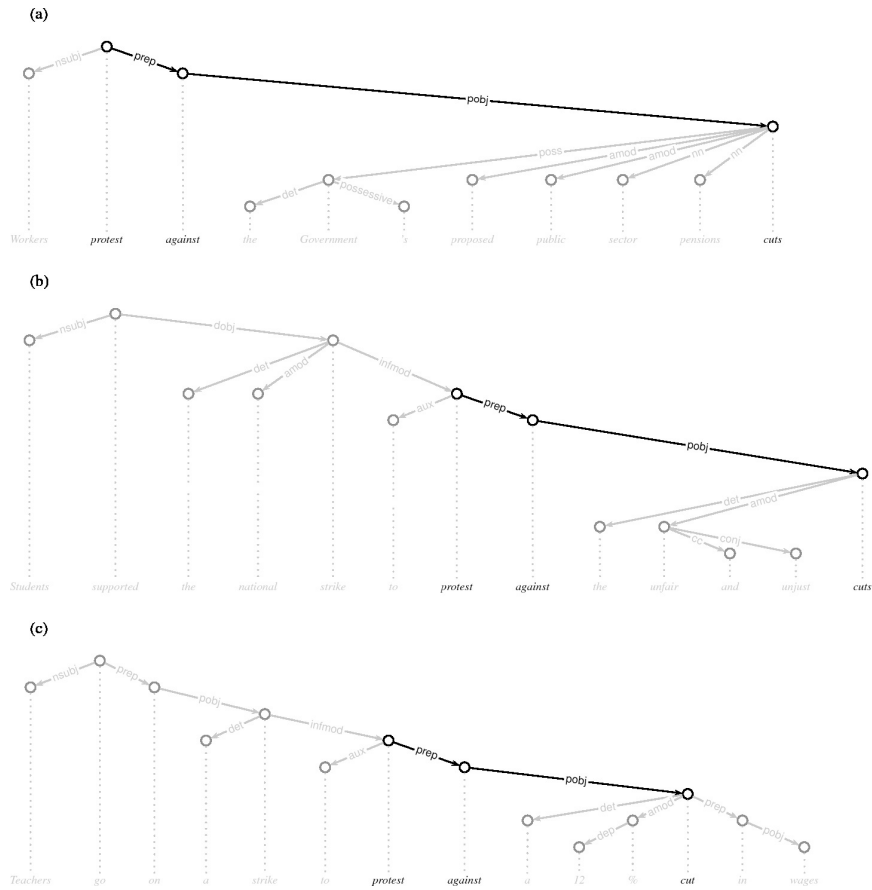 (a)
nsubj prep
pobj
poss amod amod nn nn
det possessive
Workers protest against the Government 's proposed public sector pensions cuts
(b)
nsubj dobj
det amod infmod
aux prep
pobj
det amod
cc conj
Students supported the national strike to protest against the unfair and unjust cuts
(c)
nsubj prep
pobj
det infmod
aux prep
pobj
det amod prep
dep pobj
Teachers go on a strike to protest against a 12 % cut in wages